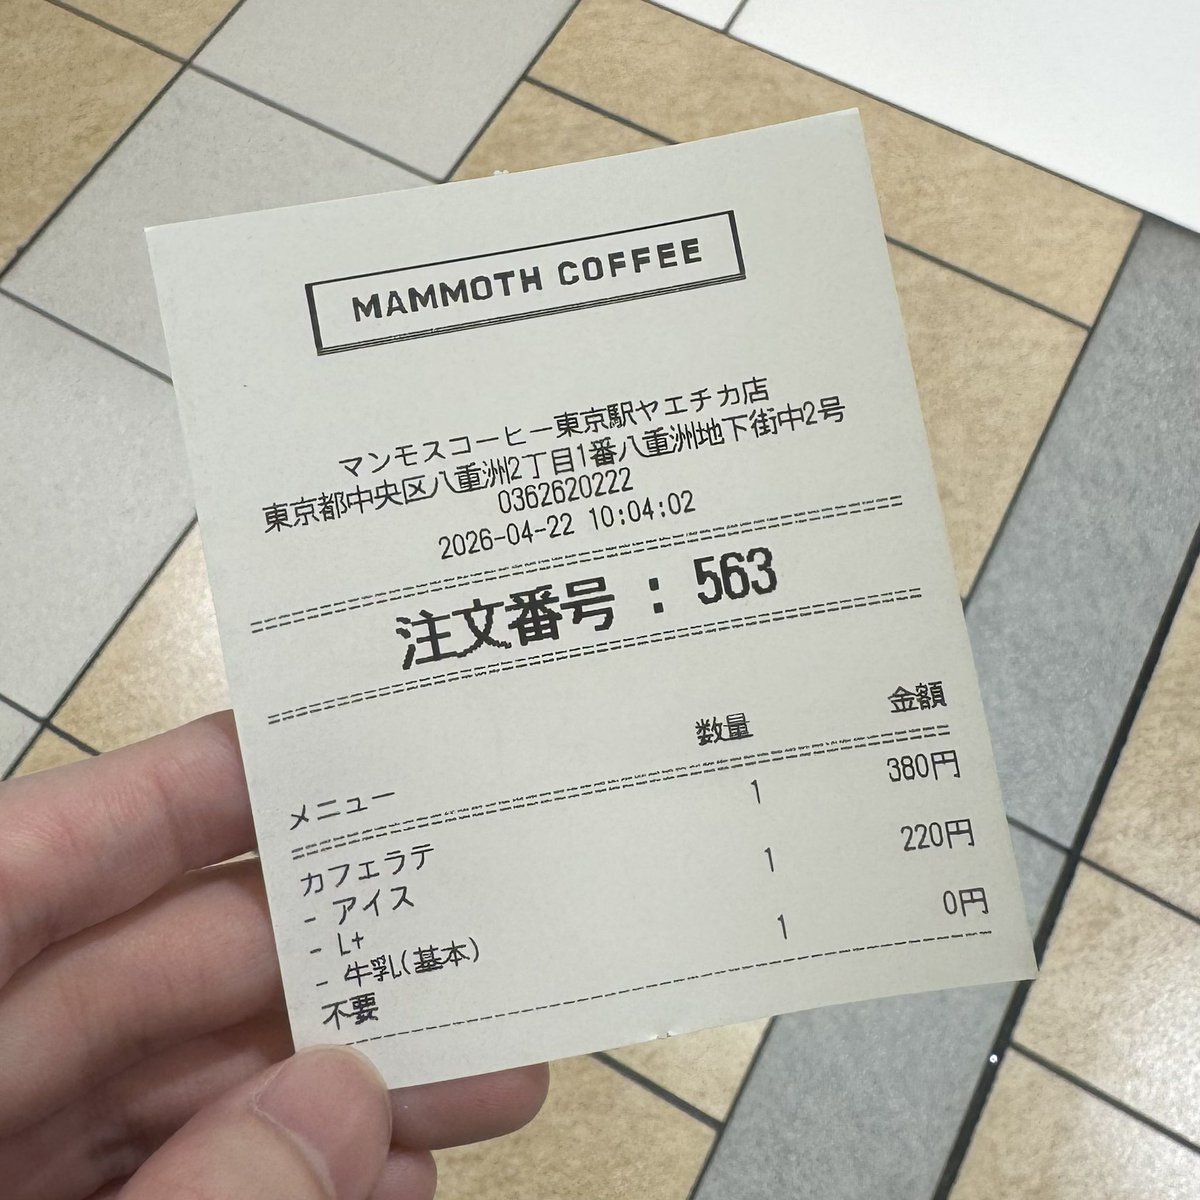 MAMMOTH COFFEE
マンモスコーヒー東京駅ヤエチカ店
東京都中央区八重洲2丁目1番八重洲地下街中2号
0362620222
2026-04-22 10:04:02
注文番号 : 563
メニュー 数量 金額
カフェラテ 1 380円
- アイス
- L+ 1 220円
- 牛乳(基本) 1 0円
不要